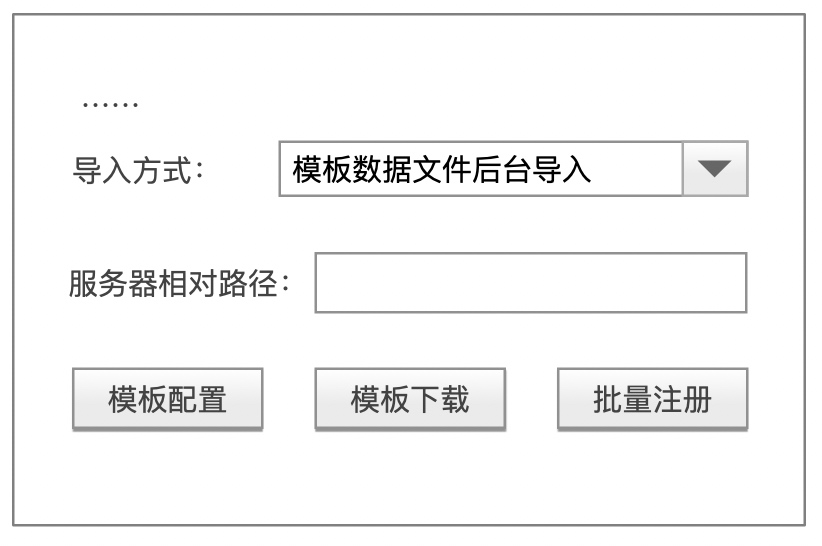 ......
导入方式： 模板数据文件后台导入
服务器相对路径：
模板配置 模板下载 批量注册